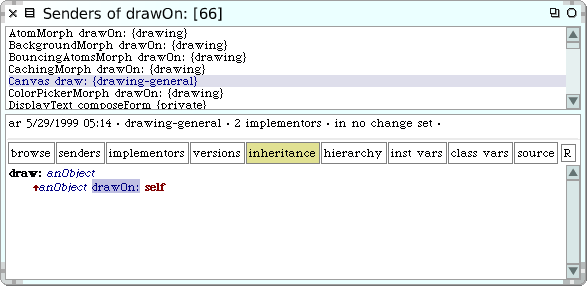 Senders of drawOn: [66]
AtomMorph drawOn: {drawing}
BackgroundMorph drawOn: {drawing}
BouncingAtomsMorph drawOn: {drawing}
CachingMorph drawOn: {drawing}
Canvas draw: {drawing-general}
ColorPickerMorph drawOn: {drawing}
DisplayText composeForm {private}
ar 5/29/1999 05:14 · drawing-general · 2 implementors · in no change set ·
browse senders implementors versions inheritance hierarchy inst vars class vars source R
draw: anObject
↑anObject drawOn: self